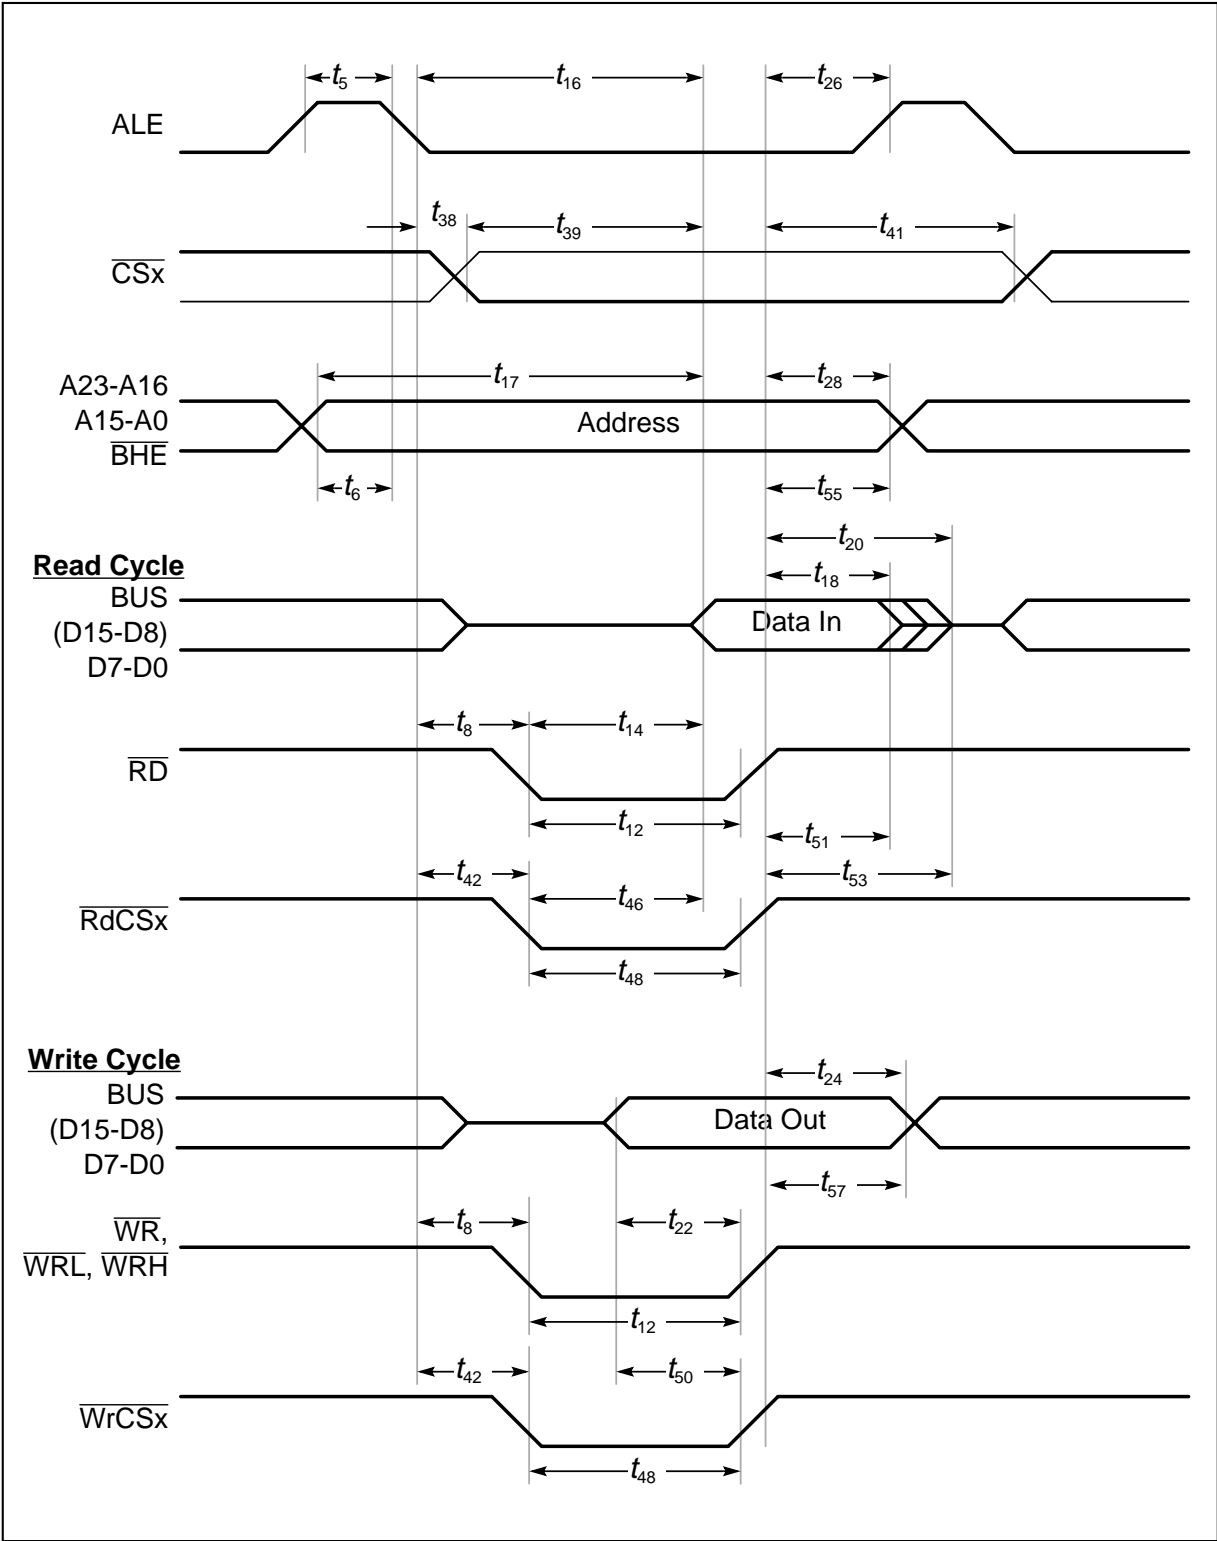 t5 t16 t26
ALE
t38 t39 t41
CSx
A23-A16 t17 t28
A15-A0 Address
BHE
t6 t55
t20
Read Cycle t18
BUS
(D15-D8) Data In
D7-D0
t8 t14
RD
t12 t51
t42 t46 t53
RdCSx
t48
Write Cycle t24
BUS
(D15-D8) Data Out
D7-D0
t57
t8 t22
WR,
WRL, WRH
t12
t42 t50
WrCSx
t48